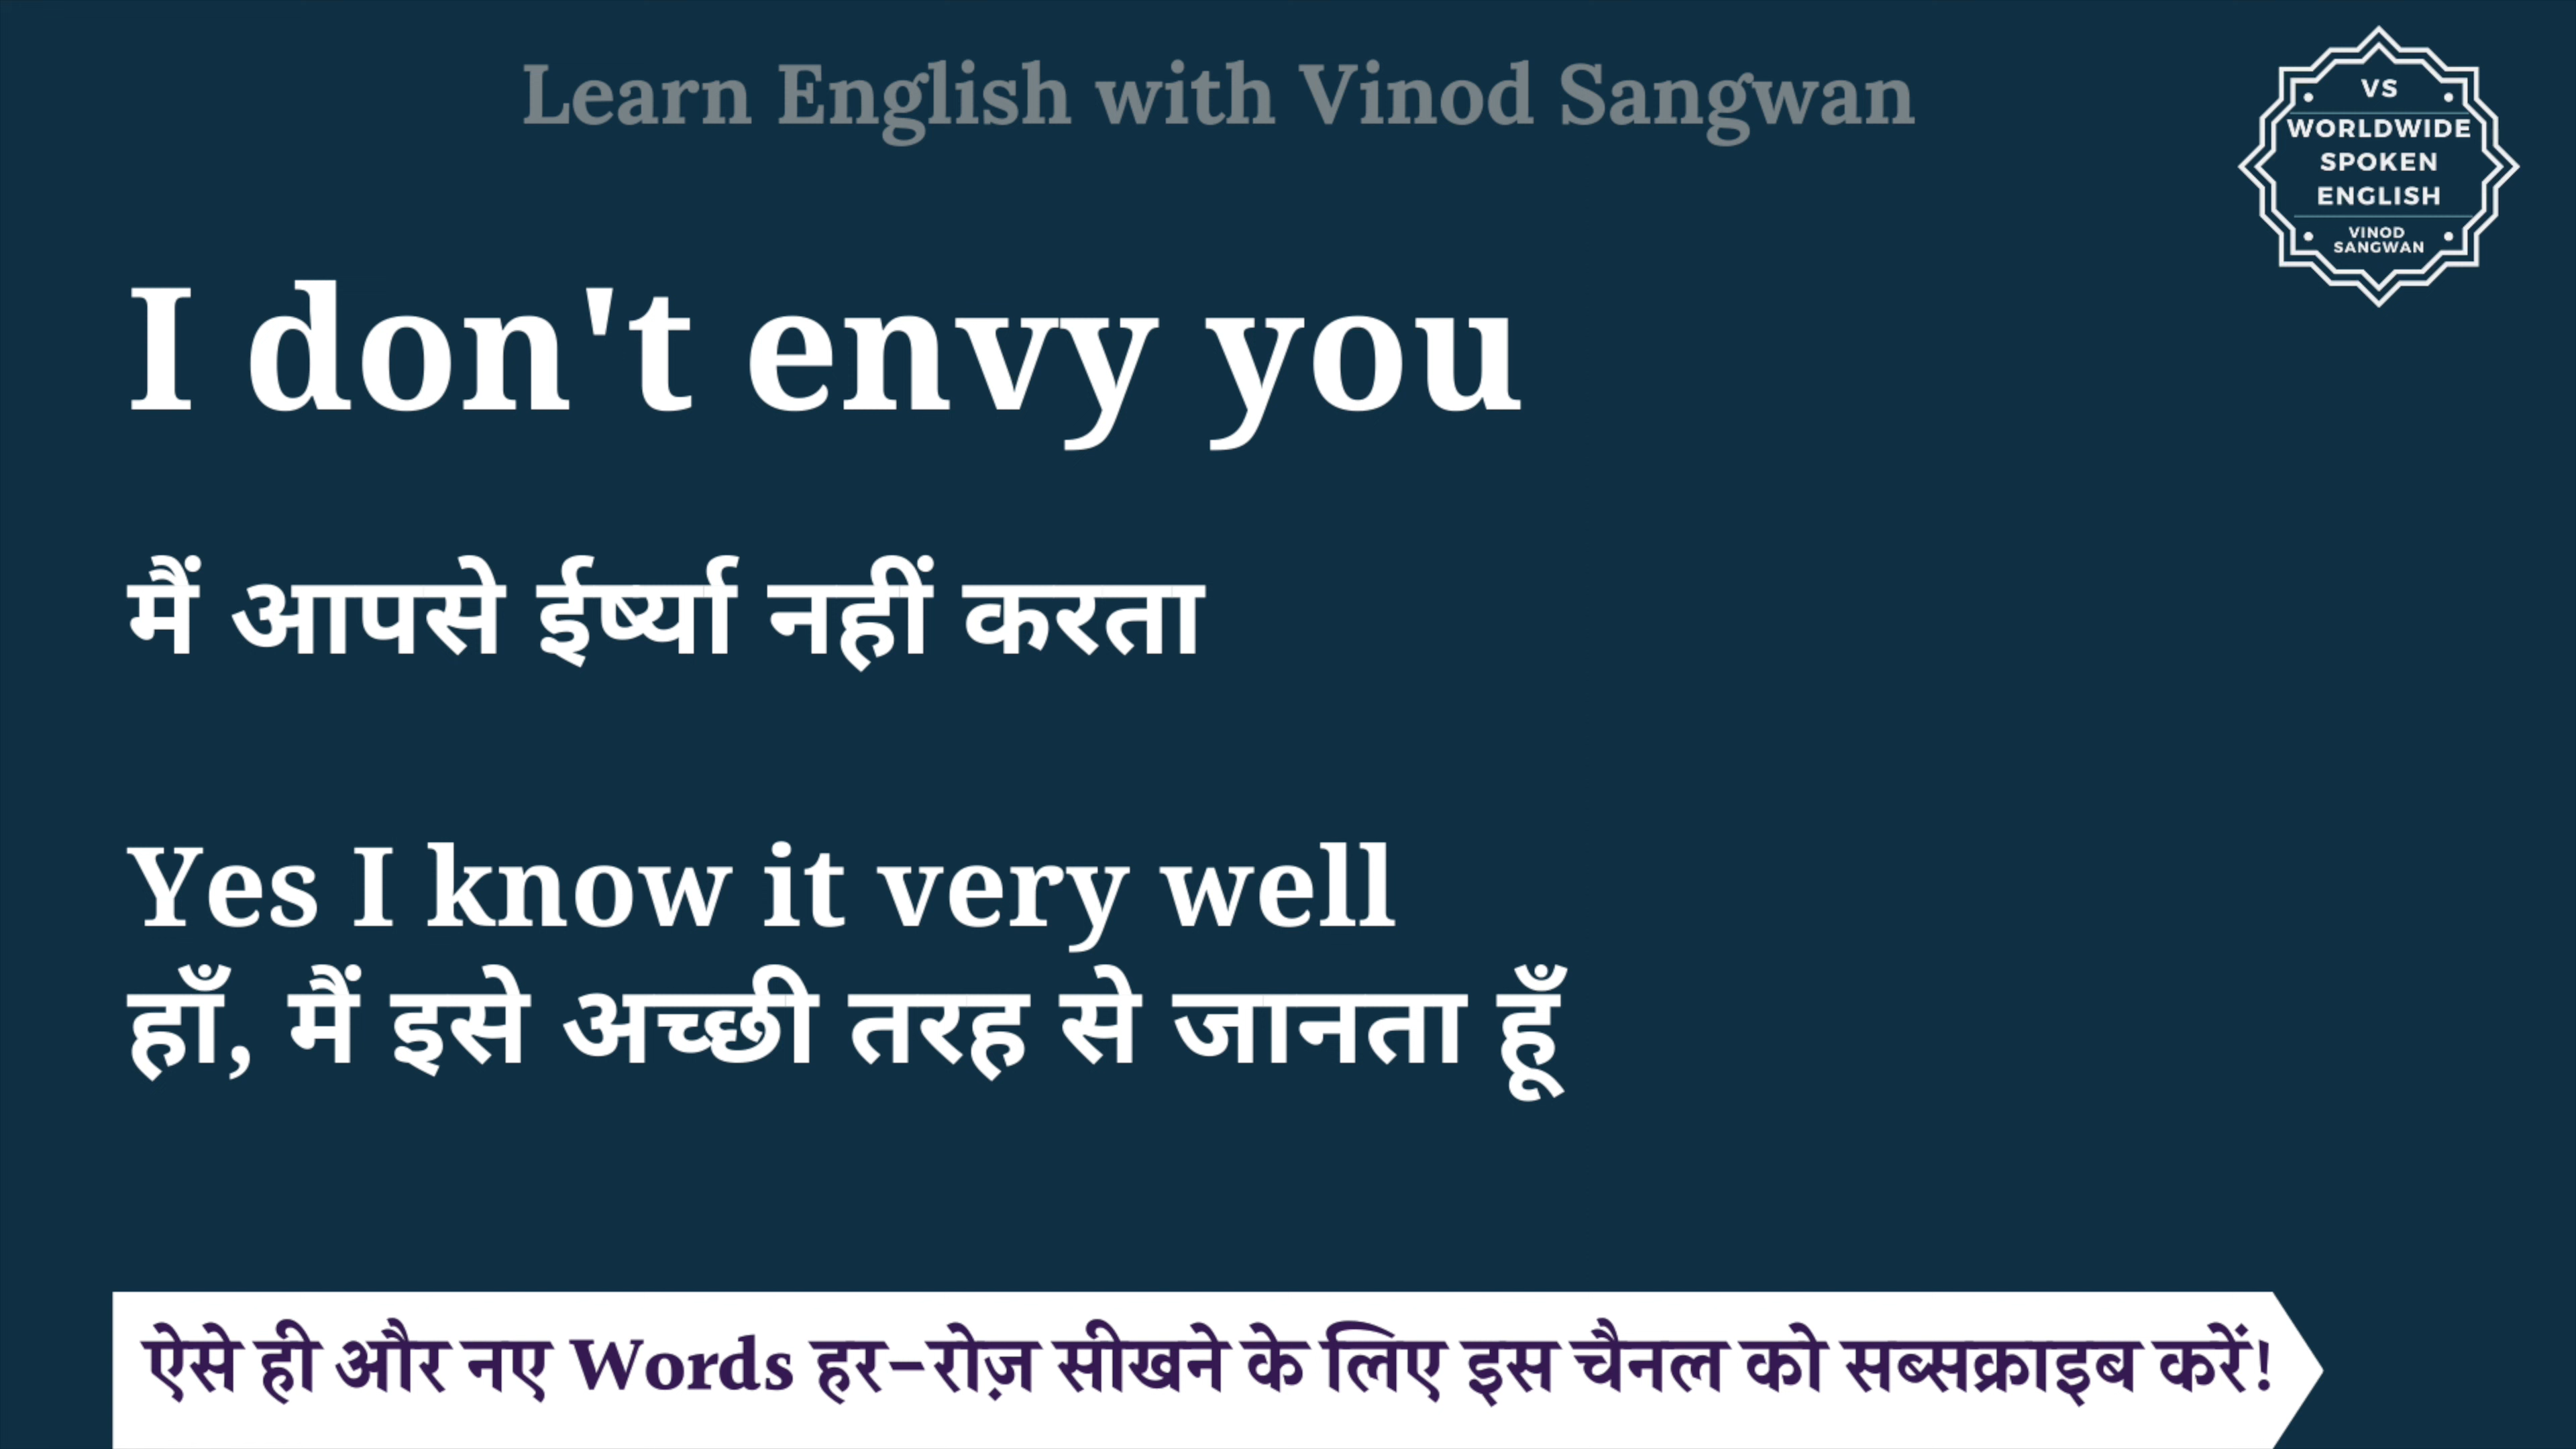 Learn English with Vinod Sangwan
VS
WORLDWIDE
SPOKEN
ENGLISH
VINOD
SANGWAN
I don't envy you
मैं आपसे ईर्ष्या नहीं करता
Yes I know it very well
हाँ, मैं इसे अच्छी तरह से जानता हूँ
ऐसे ही और नए Words हर-रोज़ सीखने के लिए इस चैनल को सब्सक्राइब करें!